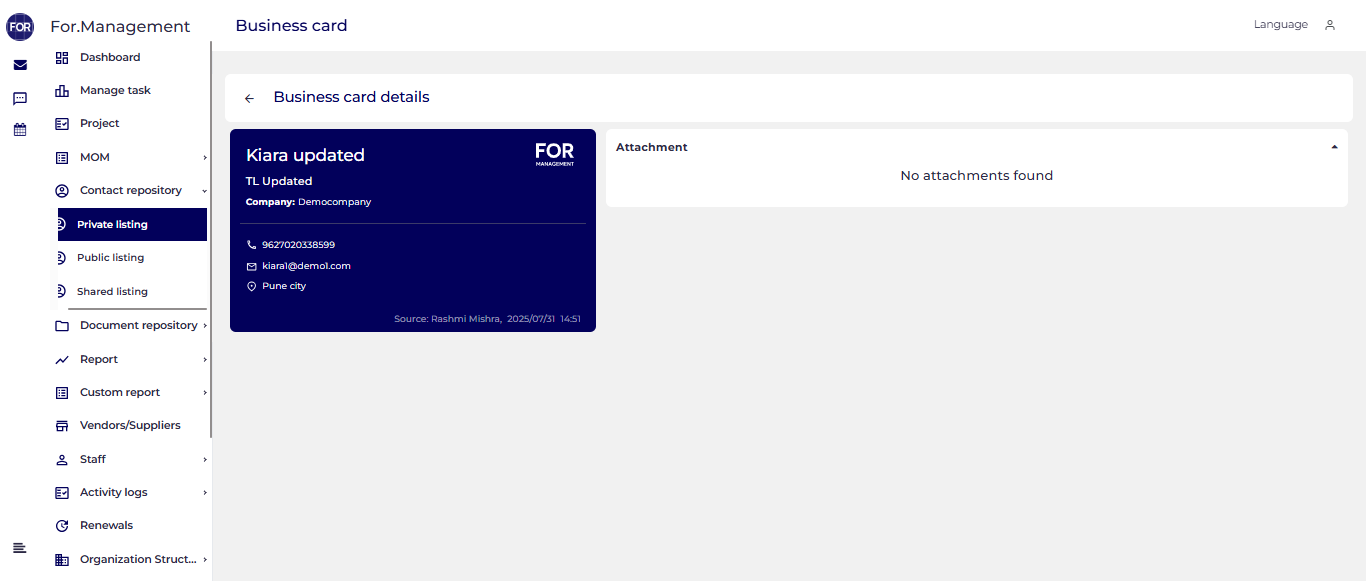 FOR
For.Management
Business card
Language
Dashboard
Manage task
Project
MOM
Contact repository
Private listing
Public listing
Shared listing
Document repository
Report
Custom report
Vendors/Suppliers
Staff
Activity logs
Renewals
Organization Struct...
Business card details
Kiara updated
FOR
MANAGEMENT
TL Updated
Company: Democompany
9627020338599
kiara1@demo1.com
Pune city
Source: Rashmi Mishra, 2025/07/31 14:51
Attachment
No attachments found